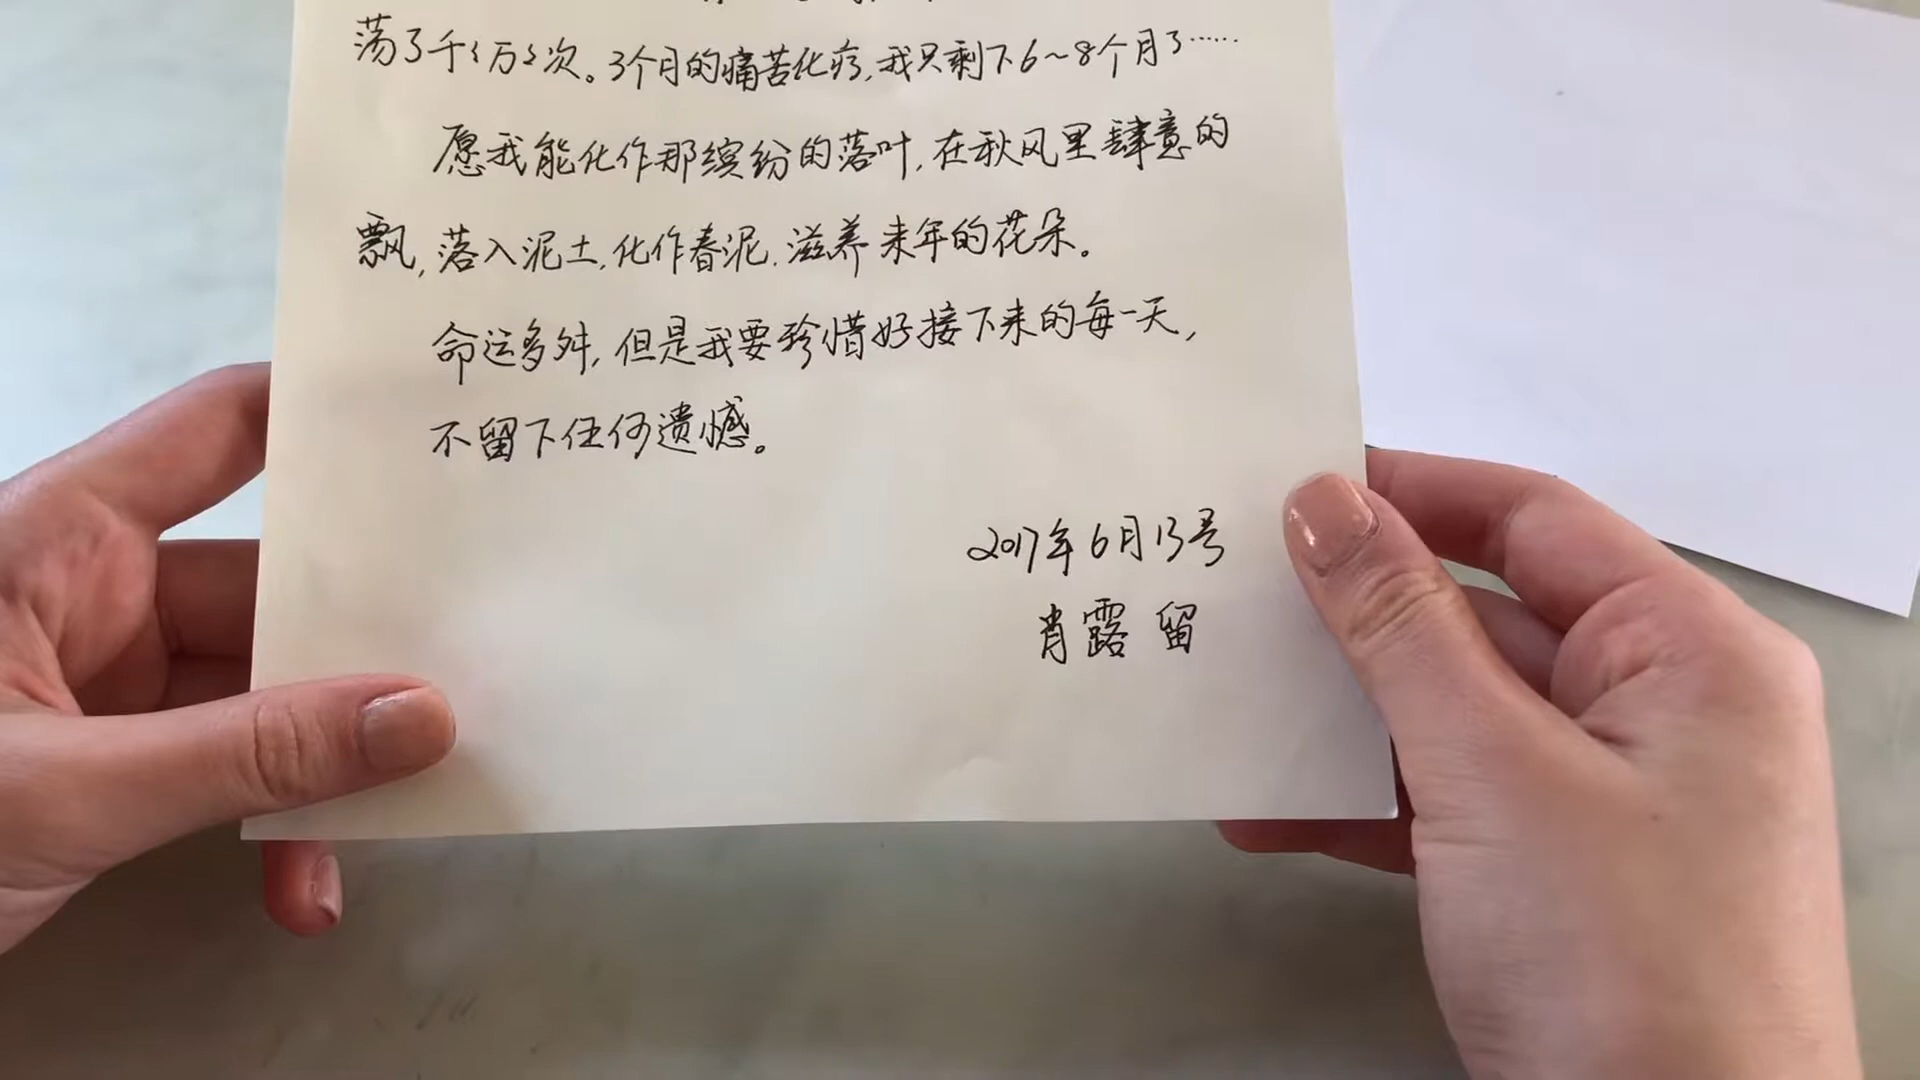 荡了千千万万次。3个月的痛苦化疗,我只剩下6~8个月了……
愿我能化作那缤纷的落叶,在秋风里肆意的
飘,落入泥土,化作春泥,滋养来年的花朵。
命运多舛,但是我要珍惜好接下来的每一天,
不留下任何遗憾。
2017年6月13号
肖露 留